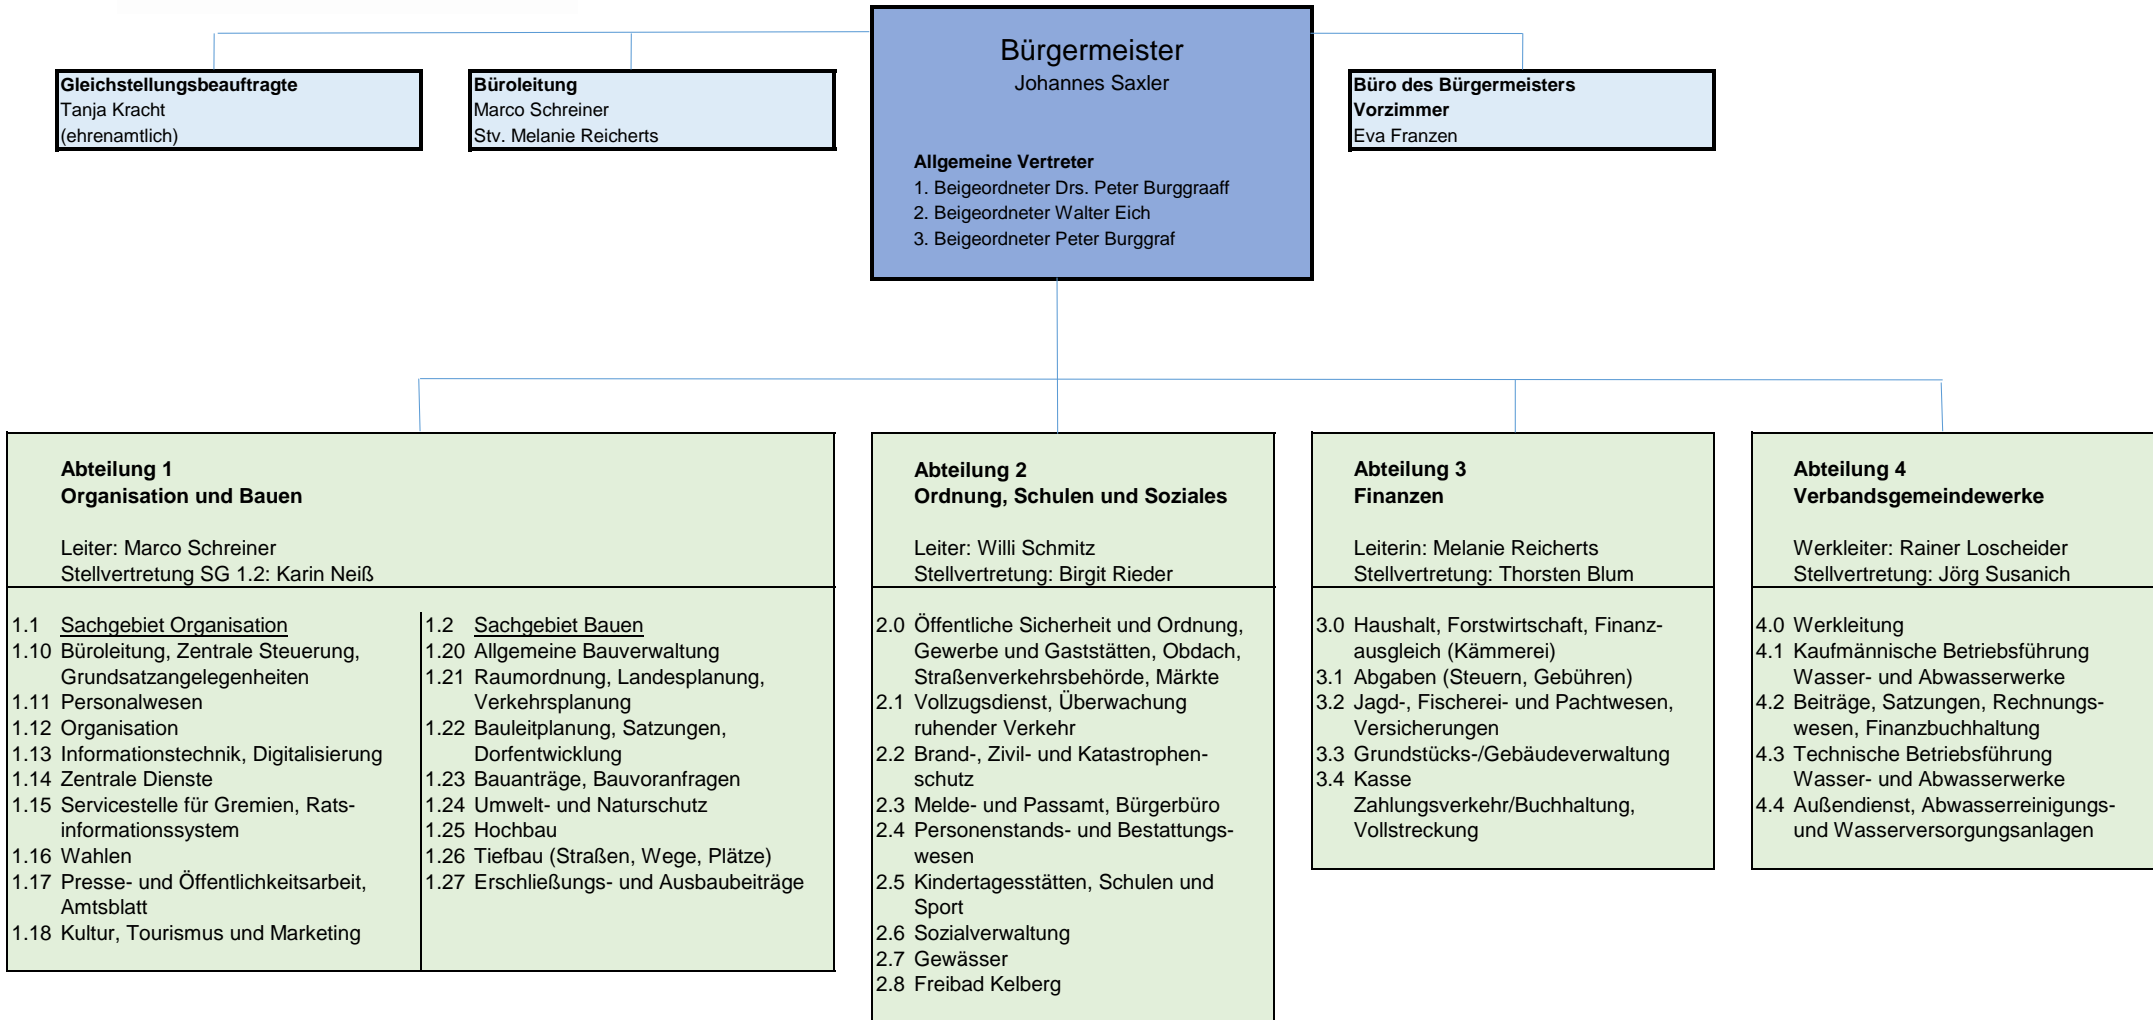 Bürgermeister
Johannes Saxler
Allgemeine Vertreter
1. Beigeordneter Drs. Peter Burggraaff
2. Beigeordneter Walter Eich
3. Beigeordneter Peter Burggraf
Gleichstellungsbeauftragte
Tanja Kracht
(ehrenamtlich)
Büroleitung
Marco Schreiner
Stv. Melanie Reicherts
Büro des Bürgermeisters
Vorzimmer
Eva Franzen
Abteilung 1
Organisation und Bauen
Leiter: Marco Schreiner
Stellvertretung SG 1.2: Karin Neiß
1.1 Sachgebiet Organisation
1.10 Büroleitung, Zentrale Steuerung,
Grundsatzangelegenheiten
1.11 Personalwesen
1.12 Organisation
1.13 Informationstechnik, Digitalisierung
1.14 Zentrale Dienste
1.15 Servicestelle für Gremien, Rats-
informationssystem
1.16 Wahlen
1.17 Presse- und Öffentlichkeitsarbeit,
Amtsblatt
1.18 Kultur, Tourismus und Marketing
1.2 Sachgebiet Bauen
1.20 Allgemeine Bauverwaltung
1.21 Raumordnung, Landesplanung,
Verkehrsplanung
1.22 Bauleitplanung, Satzungen,
Dorfentwicklung
1.23 Bauanträge, Bauvoranfragen
1.24 Umwelt- und Naturschutz
1.25 Hochbau
1.26 Tiefbau (Straßen, Wege, Plätze)
1.27 Erschließungs- und Ausbaubeiträge
Abteilung 2
Ordnung, Schulen und Soziales
Leiter: Willi Schmitz
Stellvertretung: Birgit Rieder
2.0 Öffentliche Sicherheit und Ordnung,
Gewerbe und Gaststätten, Obdach,
Straßenverkehrsbehörde, Märkte
2.1 Vollzugsdienst, Überwachung
ruhender Verkehr
2.2 Brand-, Zivil- und Katastrophen-
schutz
2.3 Melde- und Passamt, Bürgerbüro
2.4 Personenstands- und Bestattungs-
wesen
2.5 Kindertagesstätten, Schulen und
Sport
2.6 Sozialverwaltung
2.7 Gewässer
2.8 Freibad Kelberg
Abteilung 3
Finanzen
Leiterin: Melanie Reicherts
Stellvertretung: Thorsten Blum
3.0 Haushalt, Forstwirtschaft, Finanz-
ausgleich (Kämmerei)
3.1 Abgaben (Steuern, Gebühren)
3.2 Jagd-, Fischerei- und Pachtwesen,
Versicherungen
3.3 Grundstücks-/Gebäudeverwaltung
3.4 Kasse
Zahlungsverkehr/Buchhaltung,
Vollstreckung
Abteilung 4
Verbandsgemeindewerke
Werkleiter: Rainer Loscheider
Stellvertretung: Jörg Susanich
4.0 Werkleitung
4.1 Kaufmännische Betriebsführung
Wasser- und Abwasserwerke
4.2 Beiträge, Satzungen, Rechnungs-
wesen, Finanzbuchhaltung
4.3 Technische Betriebsführung
Wasser- und Abwasserwerke
4.4 Außendienst, Abwasserreinigungs-
und Wasserversorgungsanlagen